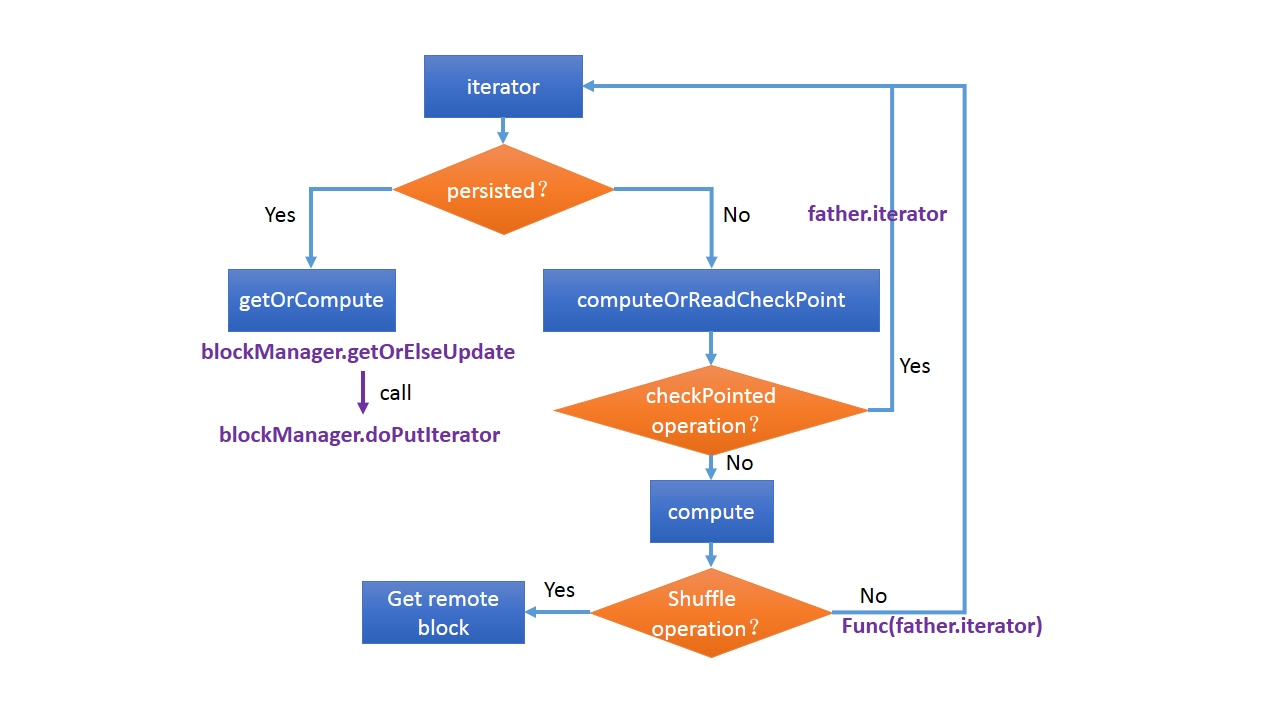 iterator
persisted？
Yes
No
father.iterator
getOrCompute
computeOrReadCheckPoint
blockManager.getOrElseUpdate
call
blockManager.doPutIterator
checkPointed
operation？
Yes
No
compute
Shuffle
operation？
Yes
Get remote
block
No
Func(father.iterator)